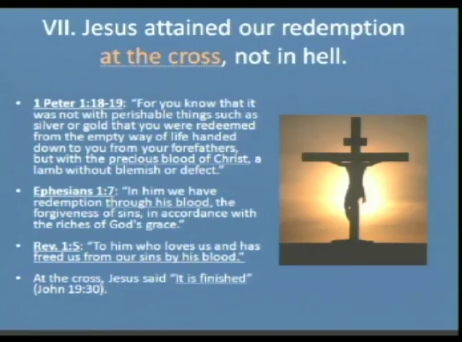 VII. Jesus attained our redemption
at the cross, not in hell.
• 1 Peter 1:18-19: "For you know that it
was not with perishable things such as
silver or gold that you were redeemed
from the empty way of life handed
down to you from your forefathers,
but with the precious blood of Christ, a
lamb without blemish or defect."
• Ephesians 1:7: "In him we have
redemption through his blood, the
forgiveness of sins, in accordance with
the riches of God's grace."
• Rev. 1:5: "To him who loves us and has
freed us from our sins by his blood."
• At the cross, Jesus said "It is finished"
(John 19:30).